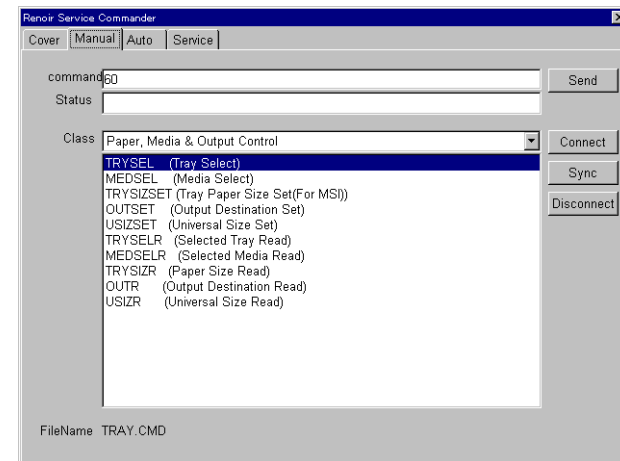 Renoir Service Commander
Cover Manual Auto Service
command 60 Send
Status
Class Paper, Media & Output Control Connect
TRYSEL (Tray Select)
MEDSEL (Media Select) Sync
TRYSIZSET (Tray Paper Size Set(For MSI))
OUTSET (Output Destination Set) Disconnect
USIZSET (Universal Size Set)
TRYSELR (Selected Tray Read)
MEDSELR (Selected Media Read)
TRYSIZR (Paper Size Read)
OUTR (Output Destination Read)
USIZR (Universal Size Read)
FileName TRAY.CMD